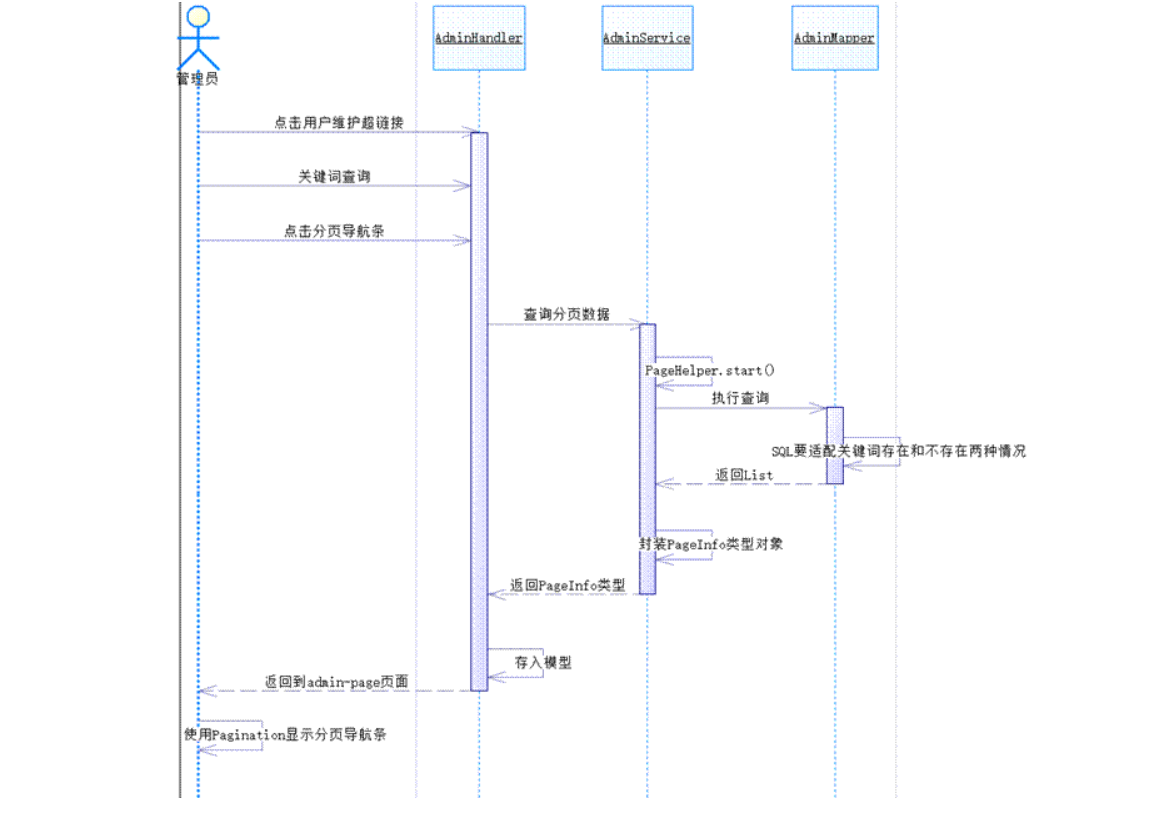 AdminHandler
AdminService
AdminMapper
管理员
点击用户维护超链接
关键词查询
点击分页导航条
查询分页数据
PageHelper.start()
执行查询
SQL要适配关键词存在和不存在两种情况
返回List
封装PageInfo类型对象
返回PageInfo类型
存入模型
返回到admin-page页面
使用Pagination显示分页导航条